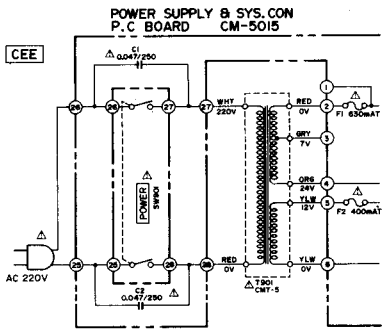 POWER SUPPLY & SYS.CON
P.C BOARD CM-5015
CEE
C1
0.047/250
1
26 26 27 27
WHT
220V
RED
0V
2
F1 630mAT
GRY
7V
3
POWER
SW901
ORG
24V
4
YLW
12V
5
F2 400mAT
25 25 28 28
RED
0V
YLW
0V
6
AC 220V
C2
0.047/250
T901
CMT-5